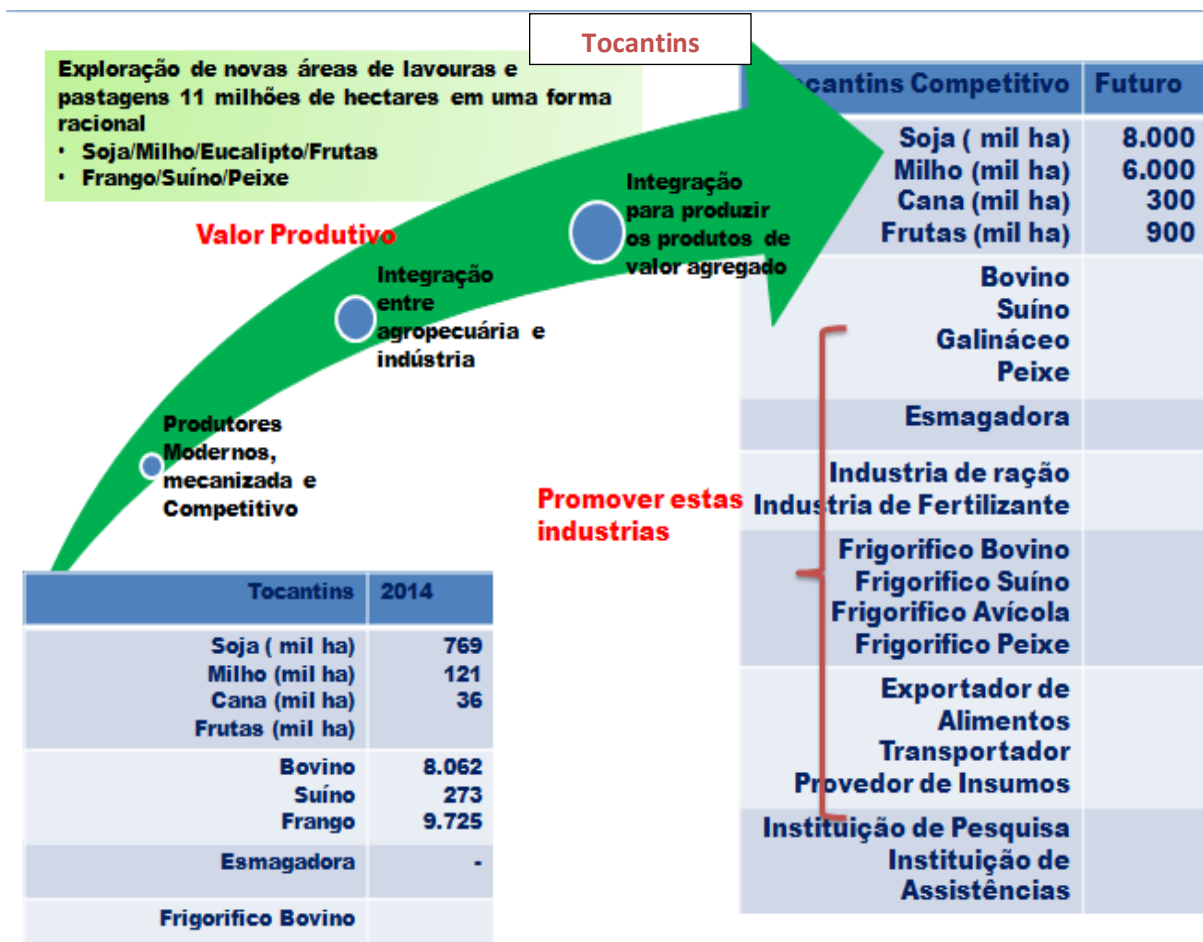 Tocantins
Exploração de novas áreas de lavouras e
pastagens 11 milhões de hectares em uma forma
racional
• Soja/Milho/Eucalipto/Frutas
• Frango/Suíno/Peixe
Valor Produtivo
Integração
para produzir
os produtos de
valor agregado
Integração
entre
agropecuária e
indústria
Produtores
Modernos,
mecanizada e
Competitivo
Promover estas
industrias
Tocantins 2014
Soja ( mil ha) 769
Milho (mil ha) 121
Cana (mil ha) 36
Frutas (mil ha)
Bovino 8.062
Suíno 273
Frango 9.725
Esmagadora -
Frigorifico Bovino
cantins Competitivo Futuro
Soja ( mil ha) 8.000
Milho (mil ha) 6.000
Cana (mil ha) 300
Frutas (mil ha) 900
Bovino
Suíno
Galináceo
Peixe
Esmagadora
Industria de ração
Industria de Fertilizante
Frigorifico Bovino
Frigorifico Suíno
Frigorifico Avícola
Frigorifico Peixe
Exportador de
Alimentos
Transportador
Provedor de Insumos
Instituição de Pesquisa
Instituição de
Assistências